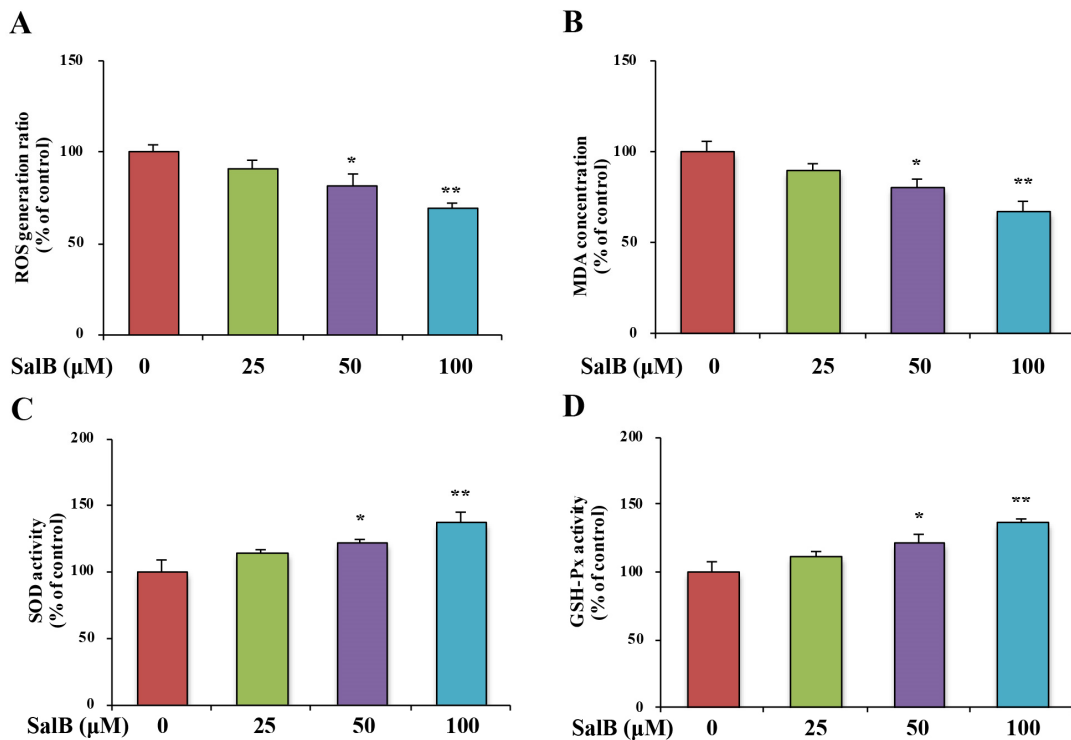 A
ROS generation ratio
(% of control)
150
100
50
0
*
**
SalB (μM) 0 25 50 100
B
MDA concentration
(% of control)
150
100
50
0
*
**
SalB (μM) 0 25 50 100
C
SOD activity
(% of control)
200
150
100
50
0
*
**
SalB (μM) 0 25 50 100
D
GSH-Px activity
(% of control)
200
150
100
50
0
*
**
SalB (μM) 0 25 50 100